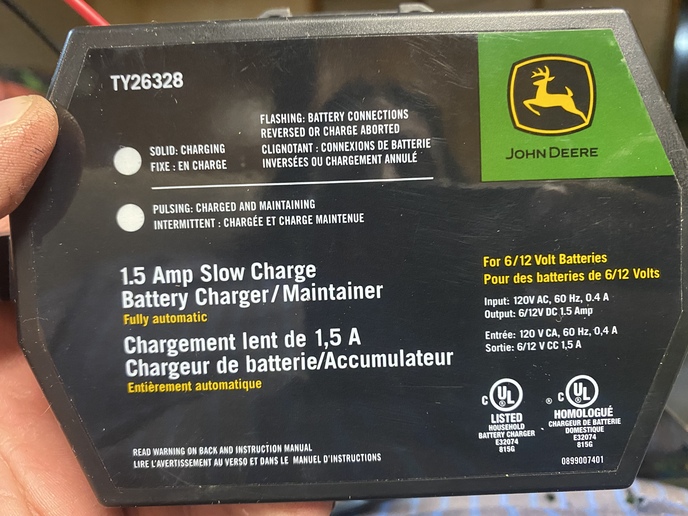 TY26328
JOHN DEERE
FLASHING: BATTERY CONNECTIONS
REVERSED OR CHARGE ABORTED
SOLID: CHARGING
FIXE : EN CHARGE
CLIGNOTANT : CONNEXIONS DE BATTERIE
INVERSÉES OU CHARGEMENT ANNULÉ
PULSING: CHARGED AND MAINTAINING
INTERMITTENT : CHARGÉE ET CHARGE MAINTENUE
1.5 Amp Slow Charge
Battery Charger/Maintainer
Fully automatic
Chargement lent de 1,5 A
Chargeur de batterie/Accumulateur
Entièrement automatique
For 6/12 Volt Batteries
Pour des batteries de 6/12 Volts
Input: 120V AC, 60 Hz, 0.4 A
Output: 6/12V DC 1.5 Amp
Entrée: 120 V CA, 60 Hz, 0,4 A
Sortie: 6/12 V CC 1,5 A
C UL ®
LISTED
HOUSEHOLD
BATTERY CHARGER
E32074
815G
® C UL ®
HOMOLOGUÉ
CHARGEUR DE BATTERIE
DOMESTIQUE
E32074
815G
READ WARNING ON BACK AND INSTRUCTION MANUAL
LIRE L'AVERTISSEMENT AU VERSO ET DANS LE MANUEL D'INSTRUCTIONS
0899007401